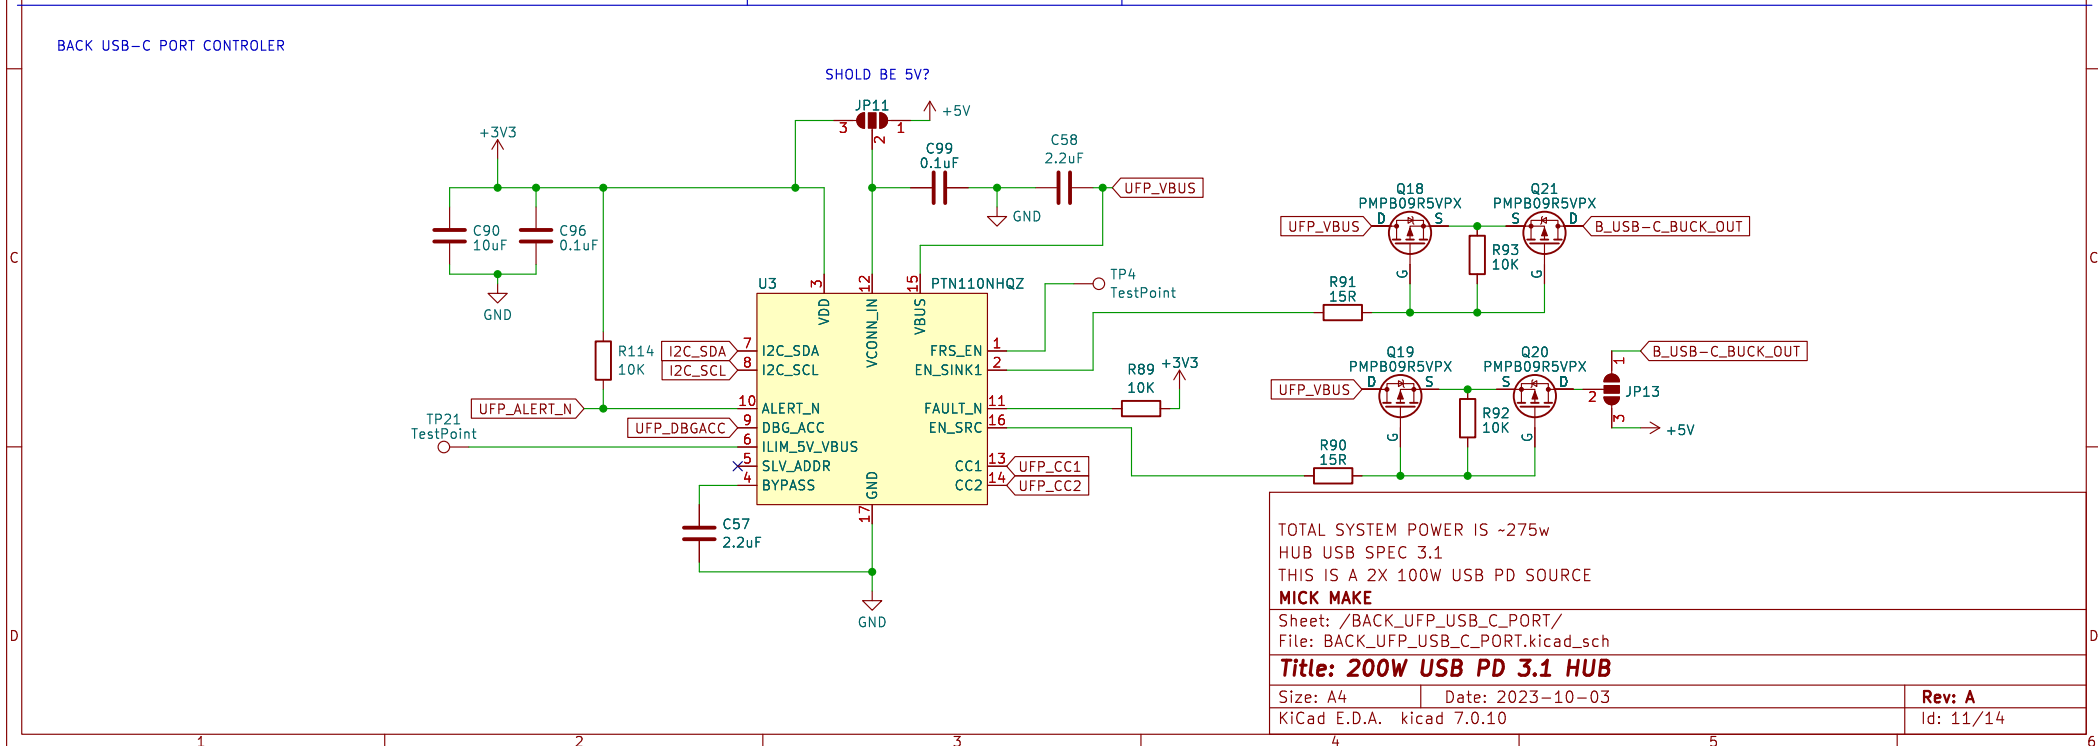 BACK USB-C PORT CONTROLER
SHOLD BE 5V?
JP11
3
1
2
+5V
+3V3
C99
0.1uF
C58
2.2uF
UFP_VBUS
GND
C90
10uF
C96
0.1uF
GND
R114
10K
U3
PTN110NHQZ
3
12
15
VDD
VCONN_IN
VBUS
TP4
TestPoint
I2C_SDA
7
I2C_SDA
I2C_SCL
8
I2C_SCL
UFP_ALERT_N
10
ALERT_N
UFP_DBGACC
9
DBG_ACC
TP21
TestPoint
6
ILIM_5V_VBUS
5
SLV_ADDR
4
BYPASS
GND
17
FRS_EN
1
EN_SINK1
2
FAULT_N
11
EN_SRC
16
CC1
13
UFP_CC1
CC2
14
UFP_CC2
C57
2.2uF
GND
R89
10K
+3V3
Q18
PMPB09R5VPX
Q21
PMPB09R5VPX
UFP_VBUS
D
S
S
D
B_USB-C_BUCK_OUT
G
G
R93
10K
R91
15R
Q19
PMPB09R5VPX
Q20
PMPB09R5VPX
UFP_VBUS
D
S
S
D
G
G
R92
10K
R90
15R
B_USB-C_BUCK_OUT
1
2
JP13
3
+5V
TOTAL SYSTEM POWER IS ~275w
HUB USB SPEC 3.1
THIS IS A 2X 100W USB PD SOURCE
MICK MAKE
Sheet: /BACK_UFP_USB_C_PORT/
File: BACK_UFP_USB_C_PORT.kicad_sch
Title: 200W USB PD 3.1 HUB
Size: A4
Date: 2023-10-03
Rev: A
KiCad E.D.A. kicad 7.0.10
Id: 11/14
C
C
D
D
1
2
3
4
5
6